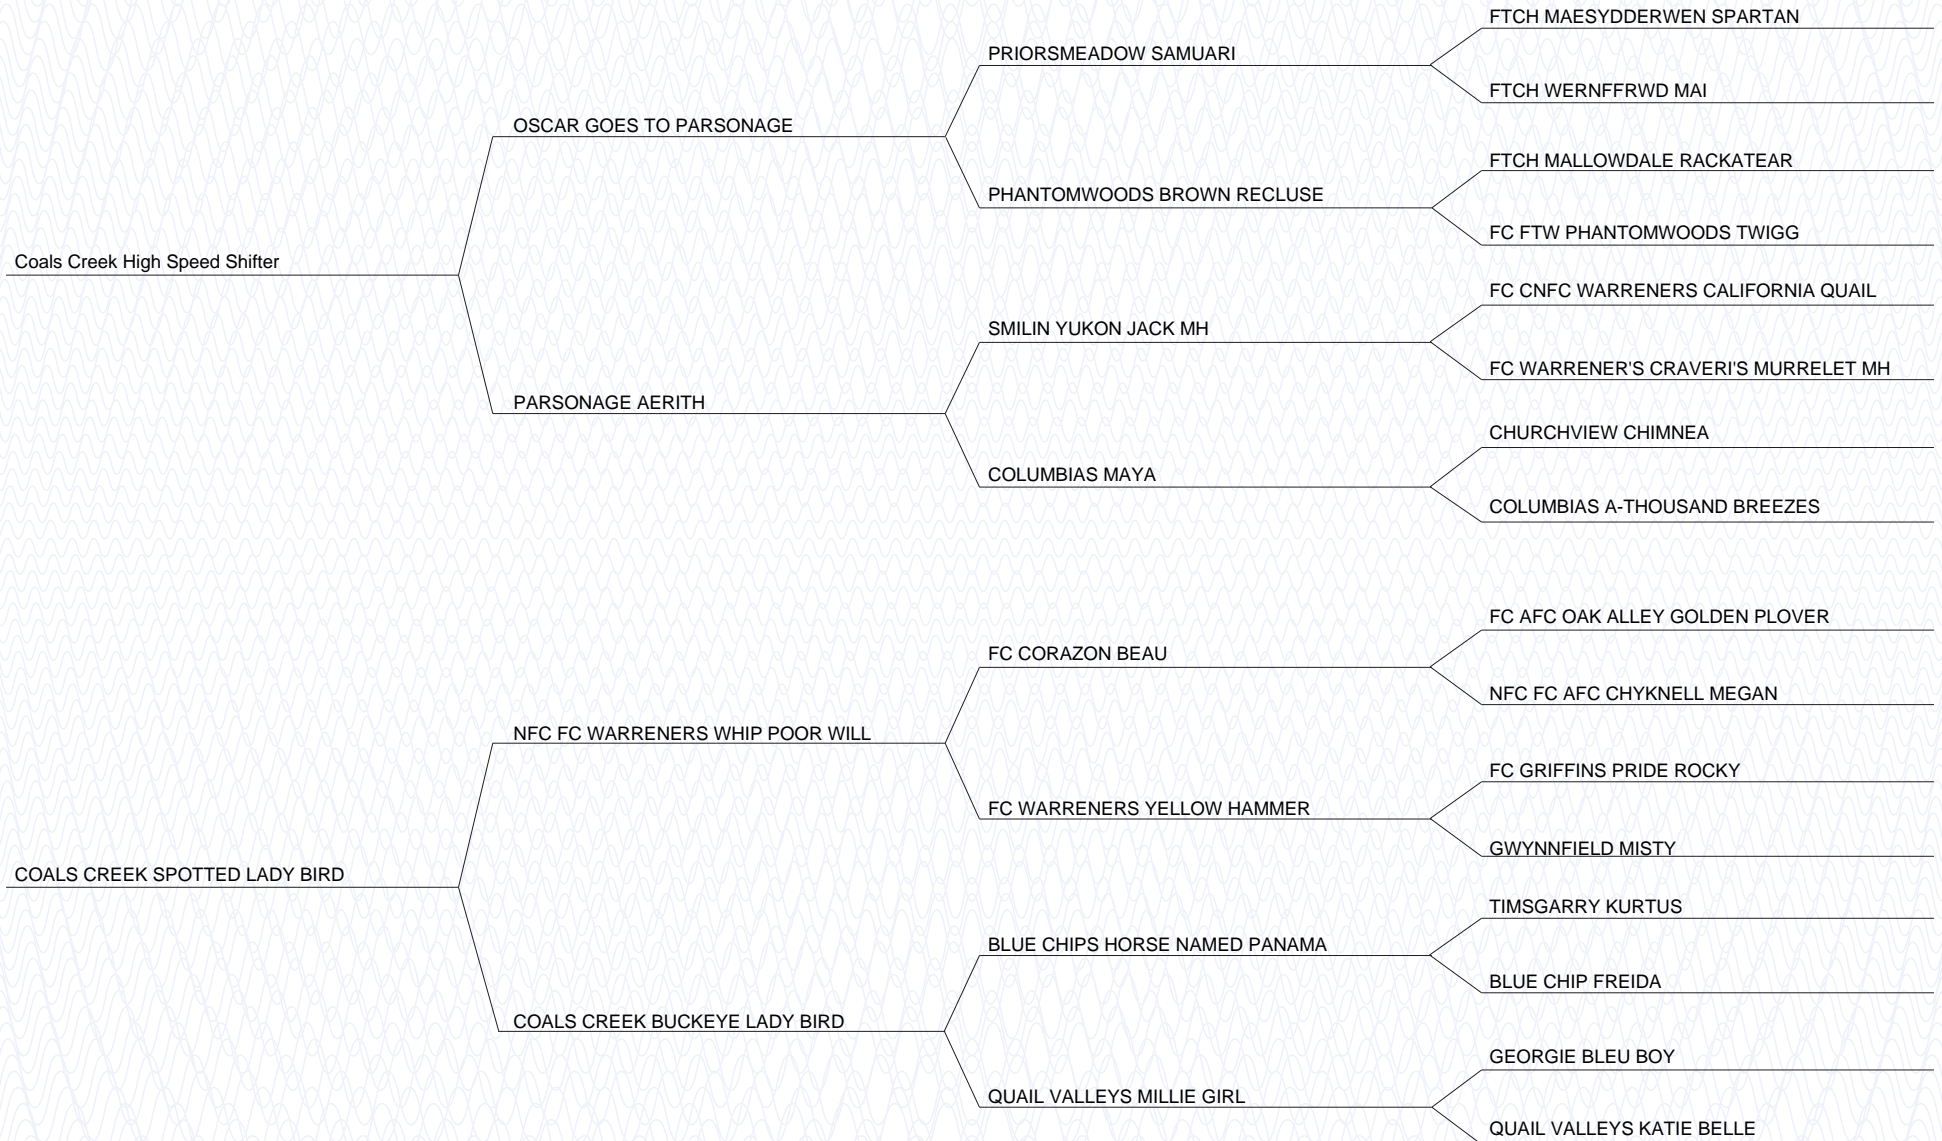 FTCH MAESYDDERWEN SPARTAN
PRIORSMEADOW SAMUARI
FTCH WERNFFRWD MAI
OSCAR GOES TO PARSONAGE
FTCH MALLOWDALE RACKATEAR
PHANTOMWOODS BROWN RECLUSE
FC FTW PHANTOMWOODS TWIGG
Coals Creek High Speed Shifter
FC CNFC WARRENERS CALIFORNIA QUAIL
SMILIN YUKON JACK MH
FC WARRENER'S CRAVERI'S MURRELET MH
PARSONAGE AERITH
CHURCHVIEW CHIMNEA
COLUMBIAS MAYA
COLUMBIAS A-THOUSAND BREEZES
FC AFC OAK ALLEY GOLDEN PLOVER
FC CORAZON BEAU
NFC FC AFC CHYKNELL MEGAN
NFC FC WARRENERS WHIP POOR WILL
FC GRIFFINS PRIDE ROCKY
FC WARRENERS YELLOW HAMMER
GWYNNFIELD MISTY
COALS CREEK SPOTTED LADY BIRD
TIMSGARRY KURTUS
BLUE CHIPS HORSE NAMED PANAMA
BLUE CHIP FREIDA
COALS CREEK BUCKEYE LADY BIRD
GEORGIE BLEU BOY
QUAIL VALLEYS MILLIE GIRL
QUAIL VALLEYS KATIE BELLE